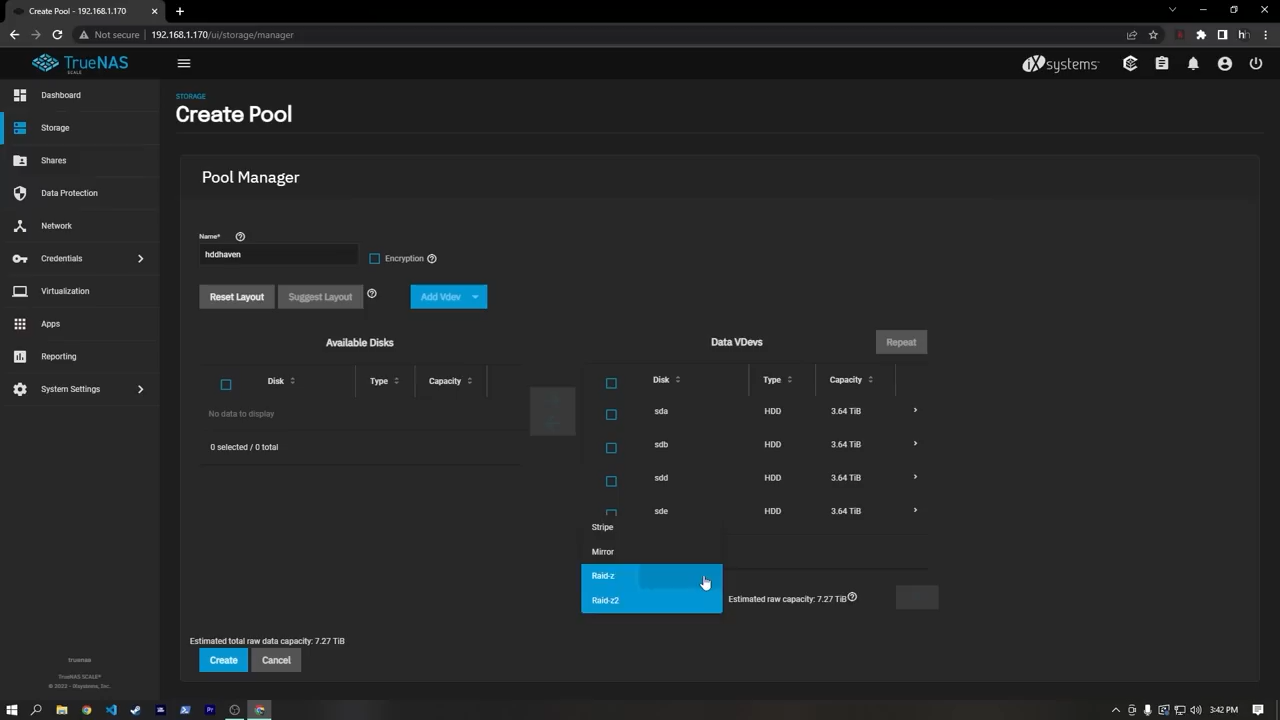 Create Pool - 192.168.1.170
Not secure 192.168.1.170/ui/storage/manager
TrueNAS
SCALE
iXsystems
Dashboard
Storage
Shares
Data Protection
Network
Credentials
Virtualization
Apps
Reporting
System Settings
truenas
TrueNAS SCALE®
© 2022 - iXsystems, Inc.
STORAGE
Create Pool
Pool Manager
Name*
hddhaven
Encryption
Reset Layout Suggest Layout Add Vdev
Available Disks
Disk Type Capacity
No data to display
0 selected / 0 total
Data VDevs Repeat
Disk Type Capacity
sda HDD 3.64 TiB
sdb HDD 3.64 TiB
sdd HDD 3.64 TiB
sde HDD 3.64 TiB
Stripe
Mirror
Raid-z
Raid-z2
Estimated raw capacity: 7.27 TiB
Estimated total raw data capacity: 7.27 TiB
Create Cancel
3:42 PM